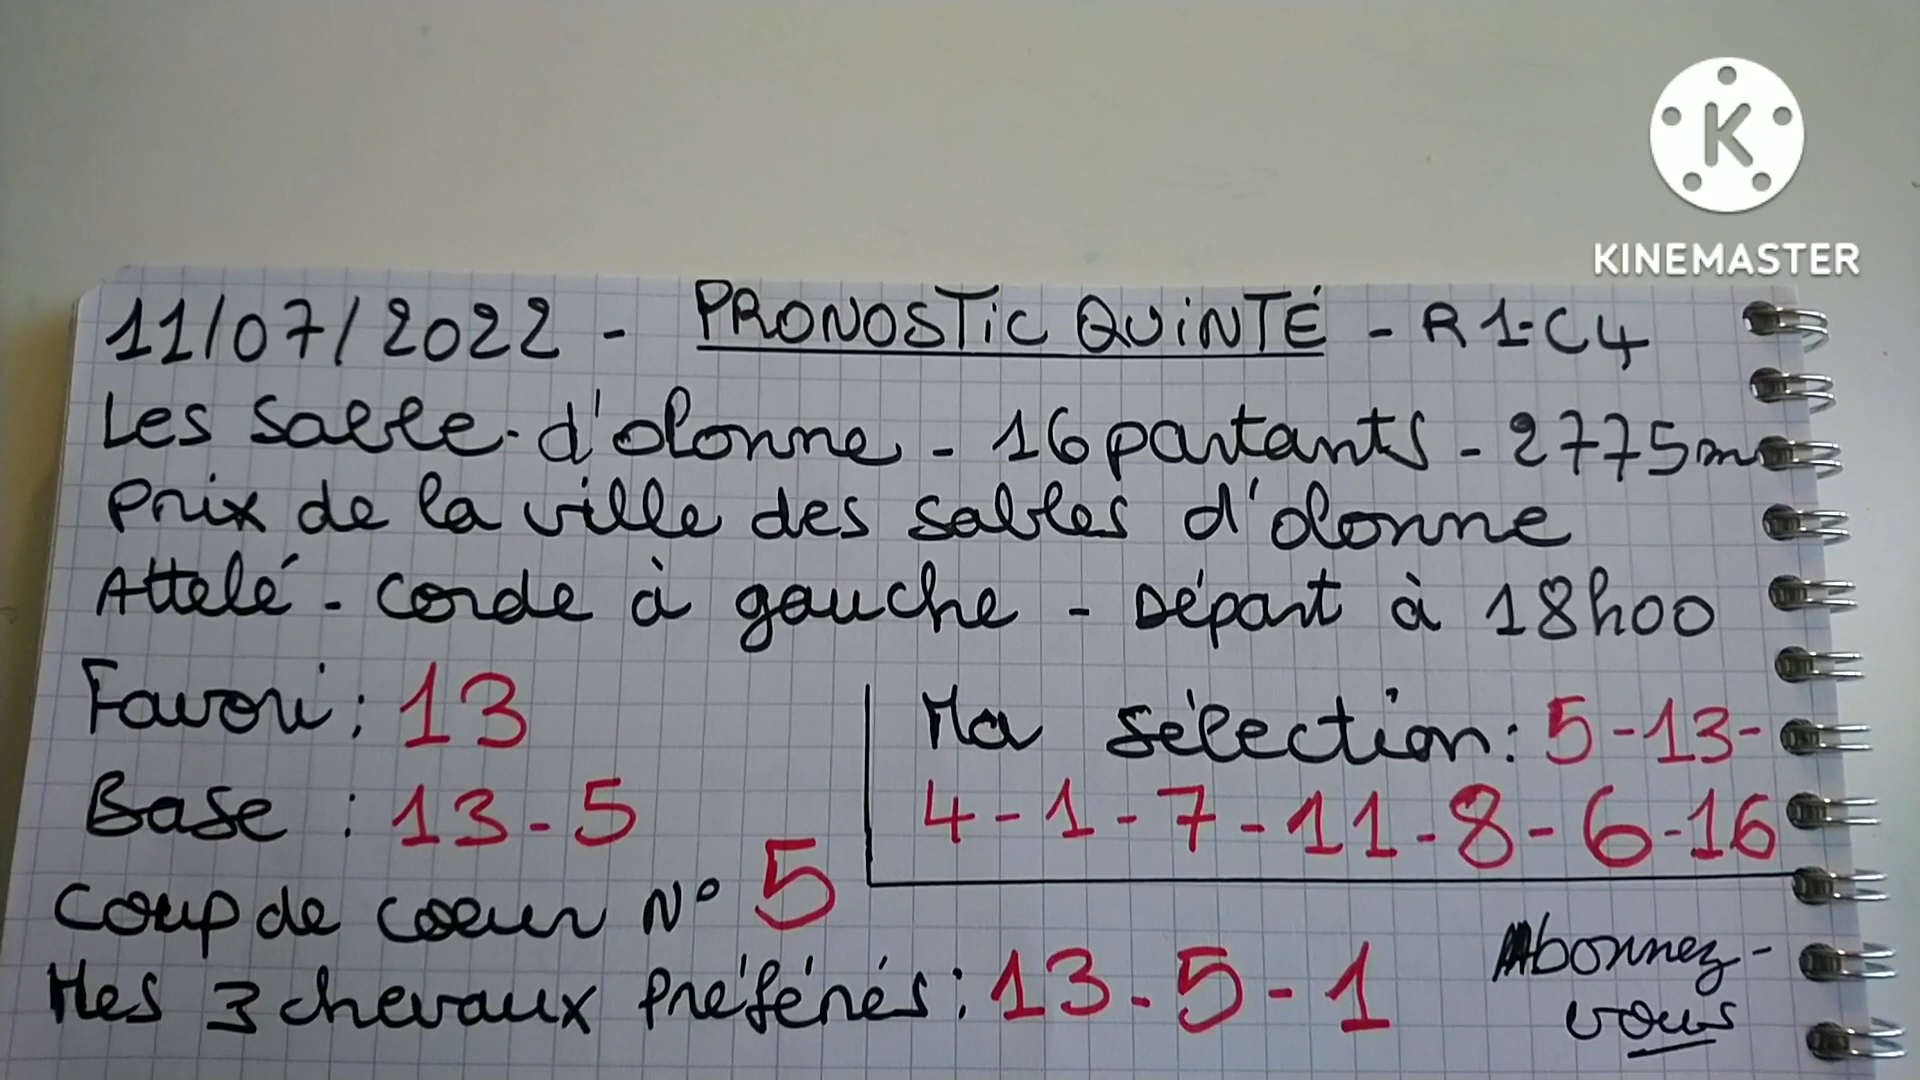 KINEMASTER
11/07/2022 - PRONOSTIC QUINTÉ - R1-C4
Les Salle-d'olonne - 16 partants - 2775m
Prix de la ville des sables d'olonne
Attelé - corde à gauche - Départ à 18h00
Favori : 13
Base : 13-5
Coup de coeur N° 5
Mes 3 chevaux préférés : 13-5-1
Ma sélection : 5-13-
4-1-7-11-8-6-16
Abonnez-
vous